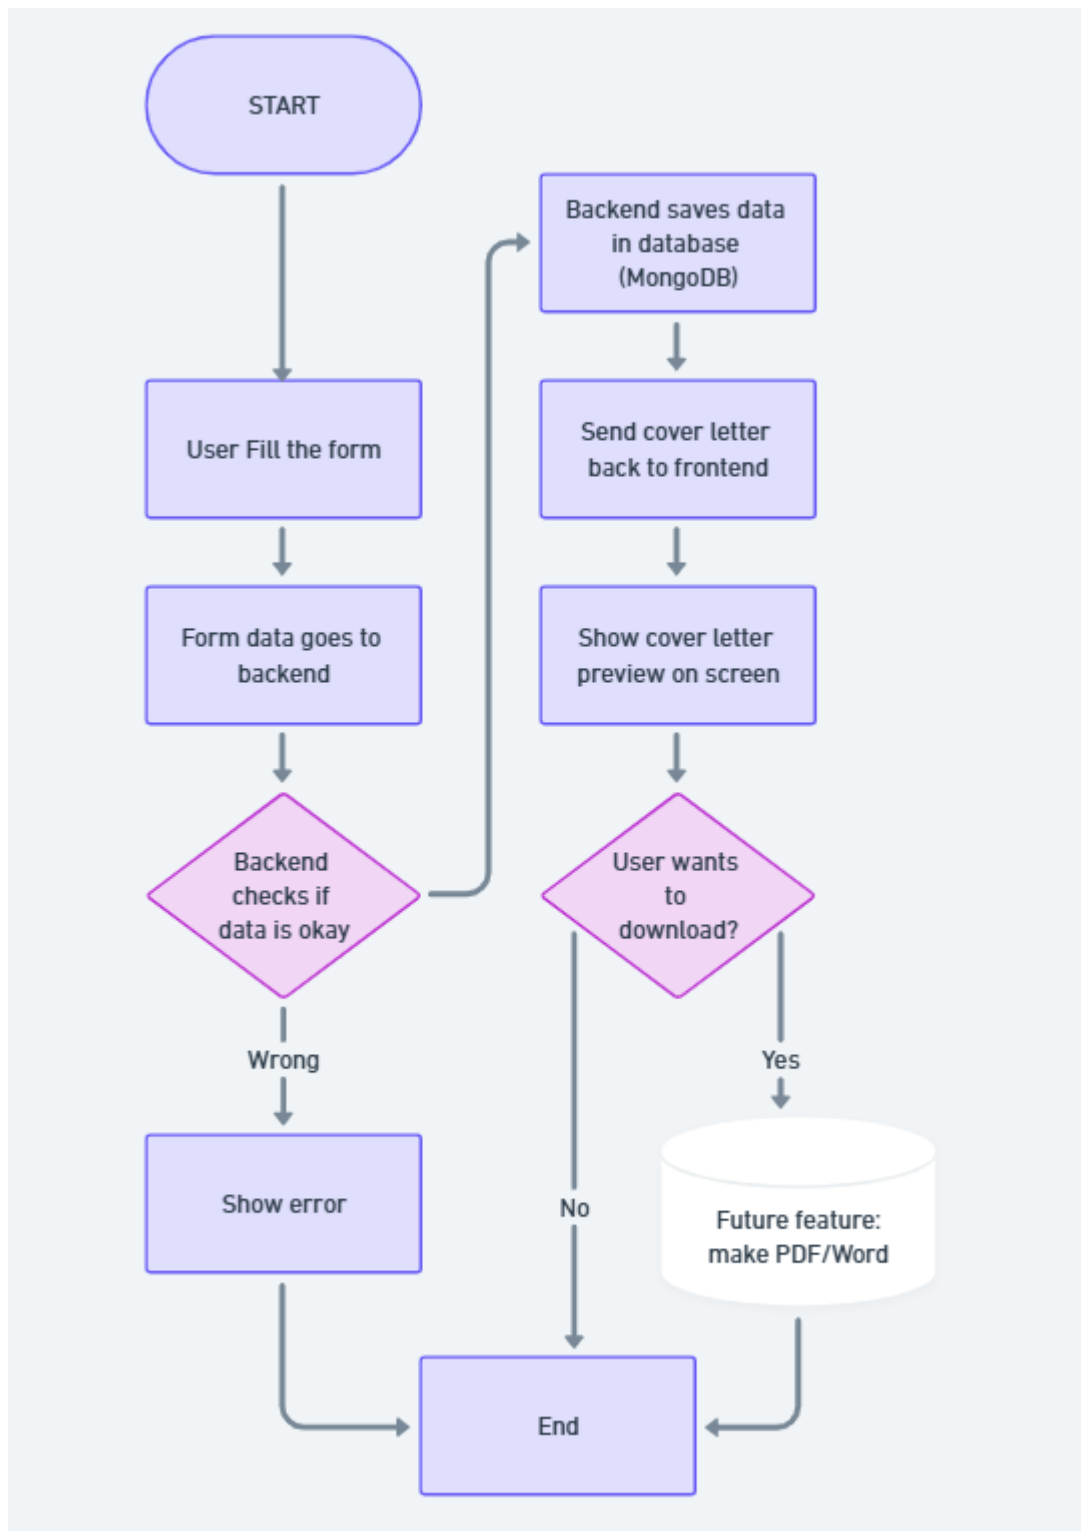 START
User Fill the form
Form data goes to
backend
Backend
checks if
data is okay
Wrong
Show error
Backend saves data
in database
(MongoDB)
Send cover letter
back to frontend
Show cover letter
preview on screen
User wants
to
download?
Yes
No
Future feature:
make PDF/Word
End